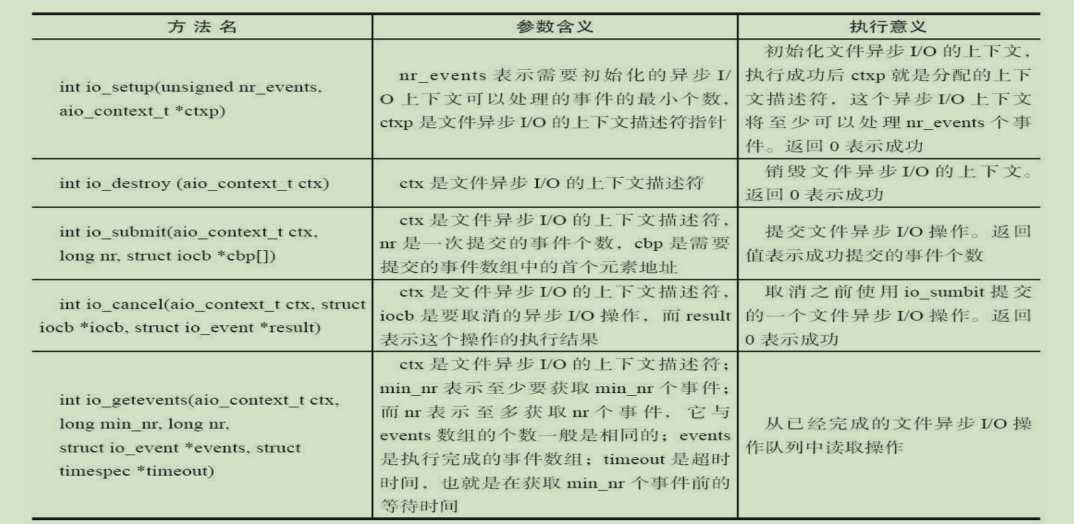 方 法 名
参数含义
执行意义
int io_setup(unsigned nr_events,
aio_context_t *ctxp)
nr_events 表示需要初始化的异步 I/
O 上下文可以处理的事件的最小个数，
ctxp 是文件异步 I/O 的上下文描述符指针
初始化文件异步 I/O 的上下文，
执行成功后 ctxp 就是分配的上下
文描述符，这个异步 I/O 上下文
将至少可以处理 nr_events 个事
件。返回 0 表示成功
int io_destroy (aio_context_t ctx)
ctx 是文件异步 I/O 的上下文描述符
销毁文件异步 I/O 的上下文。
返回 0 表示成功
int io_submit(aio_context_t ctx,
long nr, struct iocb *cbp[])
ctx 是文件异步 I/O 的上下文描述符，
nr 是一次提交的事件个数，cbp 是需要
提交的事件数组中的首个元素地址
提交文件异步 I/O 操作。返回
值表示成功提交的事件个数
int io_cancel(aio_context_t ctx, struct
iocb *iocb, struct io_event *result)
ctx 是文件异步 I/O 的上下文描述符，
iocb 是要取消的异步 I/O 操作，而 result
表示这个操作的执行结果
取消之前使用 io_sumbit 提交
的一个文件异步 I/O 操作。返回
0 表示成功
int io_getevents(aio_context_t ctx,
long min_nr, long nr,
struct io_event *events, struct
timespec *timeout)
ctx 是文件异步 I/O 的上下文描述符；
min_nr 表示至少要获取 min_nr 个事件；
而 nr 表示至多获取 nr 个事件，它与
events 数组的个数一般是相同的；events
是执行完成的事件数组；timeout 是超时
时间，也就是在获取 min_nr 个事件前的
等待时间
从已经完成的文件异步 I/O 操
作队列中读取操作